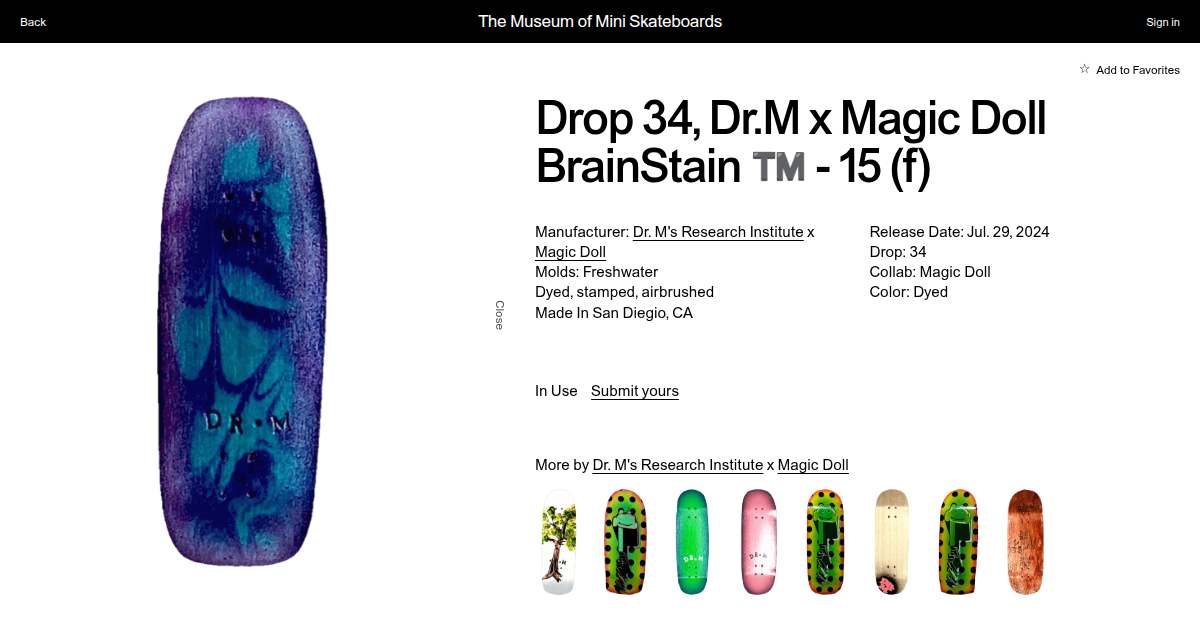 Back
The Museum of Mini Skateboards
Sign in
☆ Add to Favorites
Drop 34, Dr.M x Magic Doll
BrainStain ™️ - 15 (f)
Manufacturer: Dr. M's Research Institute x
Magic Doll
Molds: Freshwater
Dyed, stamped, airbrushed
Made In San Diegio, CA
Release Date: Jul. 29, 2024
Drop: 34
Collab: Magic Doll
Color: Dyed
Close
DR•M
In Use Submit yours
More by Dr. M's Research Institute x Magic Doll
DR•M
DR•M